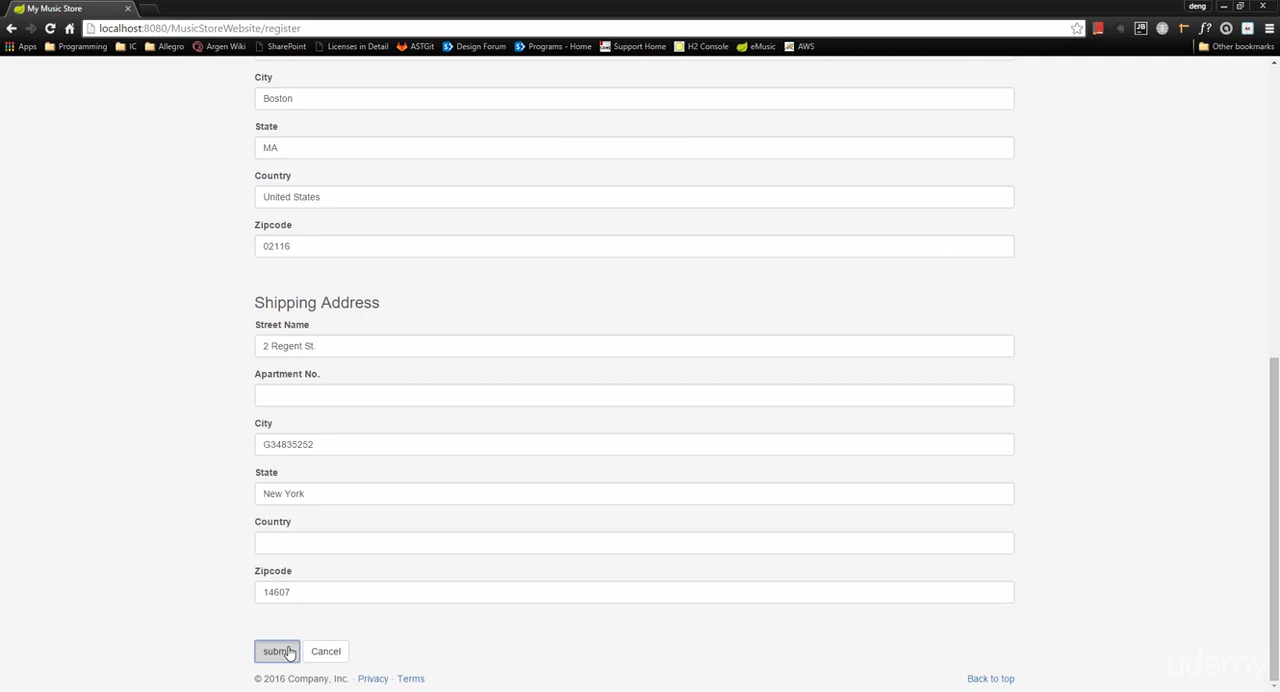 My Music Store
deng
localhost:8080/MusicStoreWebsite/register
Apps Programming IC Allegro Argen Wiki SharePoint Licenses in Detail ASTGit Design Forum Programs - Home Support Home H2 Console eMusic AWS Other bookmarks
City
Boston
State
MA
Country
United States
Zipcode
02116
Shipping Address
Street Name
2 Regent St.
Apartment No.
City
G34835252
State
New York
Country
Zipcode
14607
submit Cancel
© 2016 Company, Inc. · Privacy · Terms Back to top
udemy